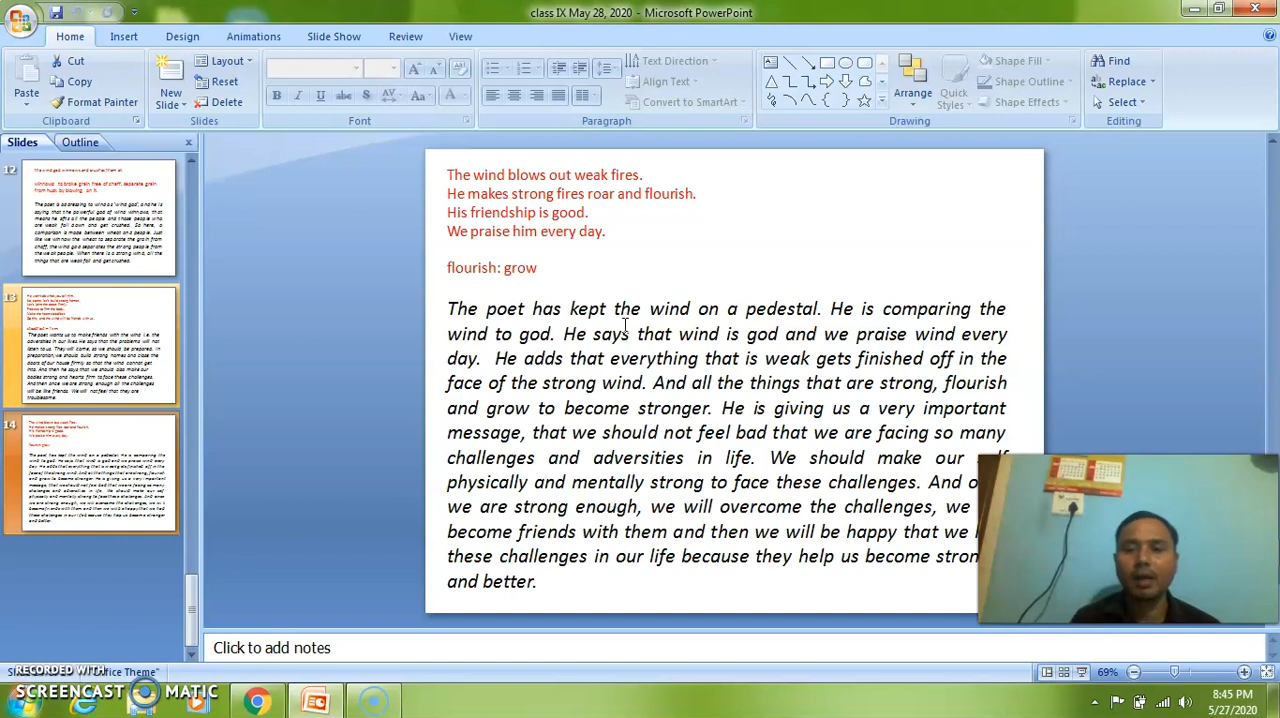 class IX May 28, 2020 - Microsoft PowerPoint
Home Insert Design Animations Slide Show Review View
Paste
Cut
Copy
Format Painter
Clipboard
New Slide
Layout
Reset
Delete
Slides
B I U abc S AV Aa A
Font
Text Direction
Align Text
Convert to SmartArt
Paragraph
Arrange
Quick Styles
Shape Fill
Shape Outline
Shape Effects
Drawing
Find
Replace
Select
Editing
Slides Outline
12
13
14
The wind blows out weak fires.
He makes strong fires roar and flourish.
His friendship is good.
We praise him every day.
flourish: grow
The poet has kept the wind on a pedestal. He is comparing the
wind to god. He says that wind is god and we praise wind every
day. He adds that everything that is weak gets finished off in the
face of the strong wind. And all the things that are strong, flourish
and grow to become stronger. He is giving us a very important
message, that we should not feel bad that we are facing so many
challenges and adversities in life. We should make our
physically and mentally strong to face these challenges. And
we are strong enough, we will overcome the challenges, we
become friends with them and then we will be happy that we
these challenges in our life because they help us become
and better.
Click to add notes
"Office Theme"
69%
RECORDED WITH
SCREENCAST MATIC
8:45 PM
5/27/2020